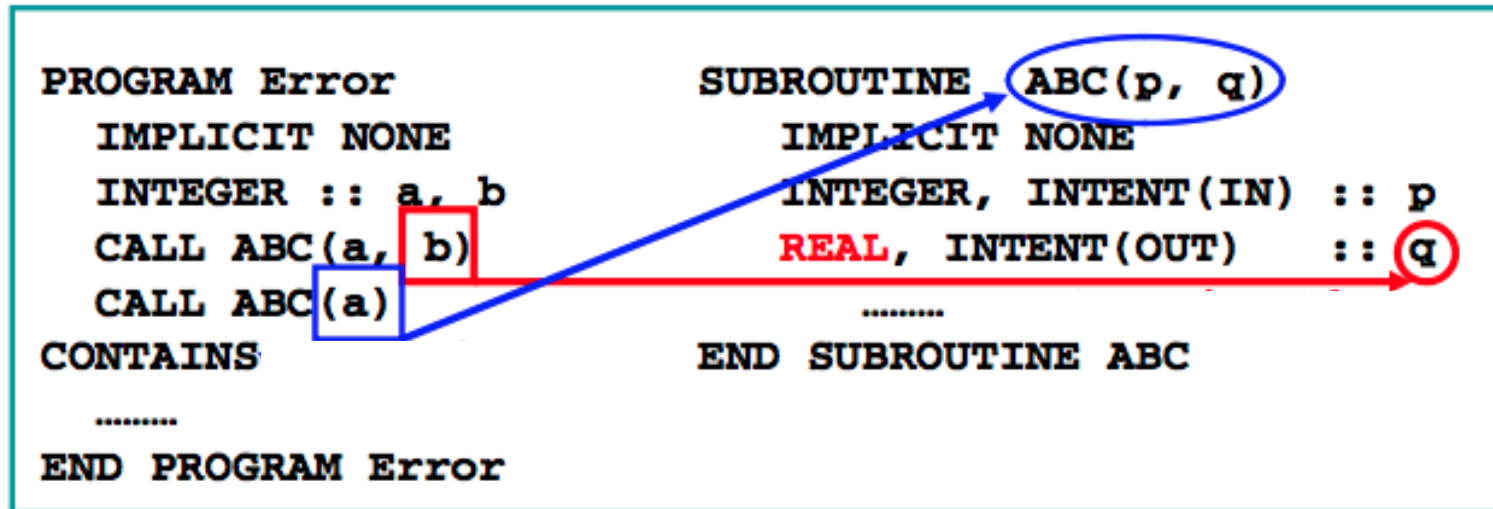 PROGRAM Error
IMPLICIT NONE
INTEGER :: a, b
CALL ABC(a, b)
CALL ABC(a)
CONTAINS
………
END PROGRAM Error
SUBROUTINE ABC(p, q)
IMPLICIT NONE
INTEGER, INTENT(IN) :: p
REAL, INTENT(OUT) :: q
………
END SUBROUTINE ABC